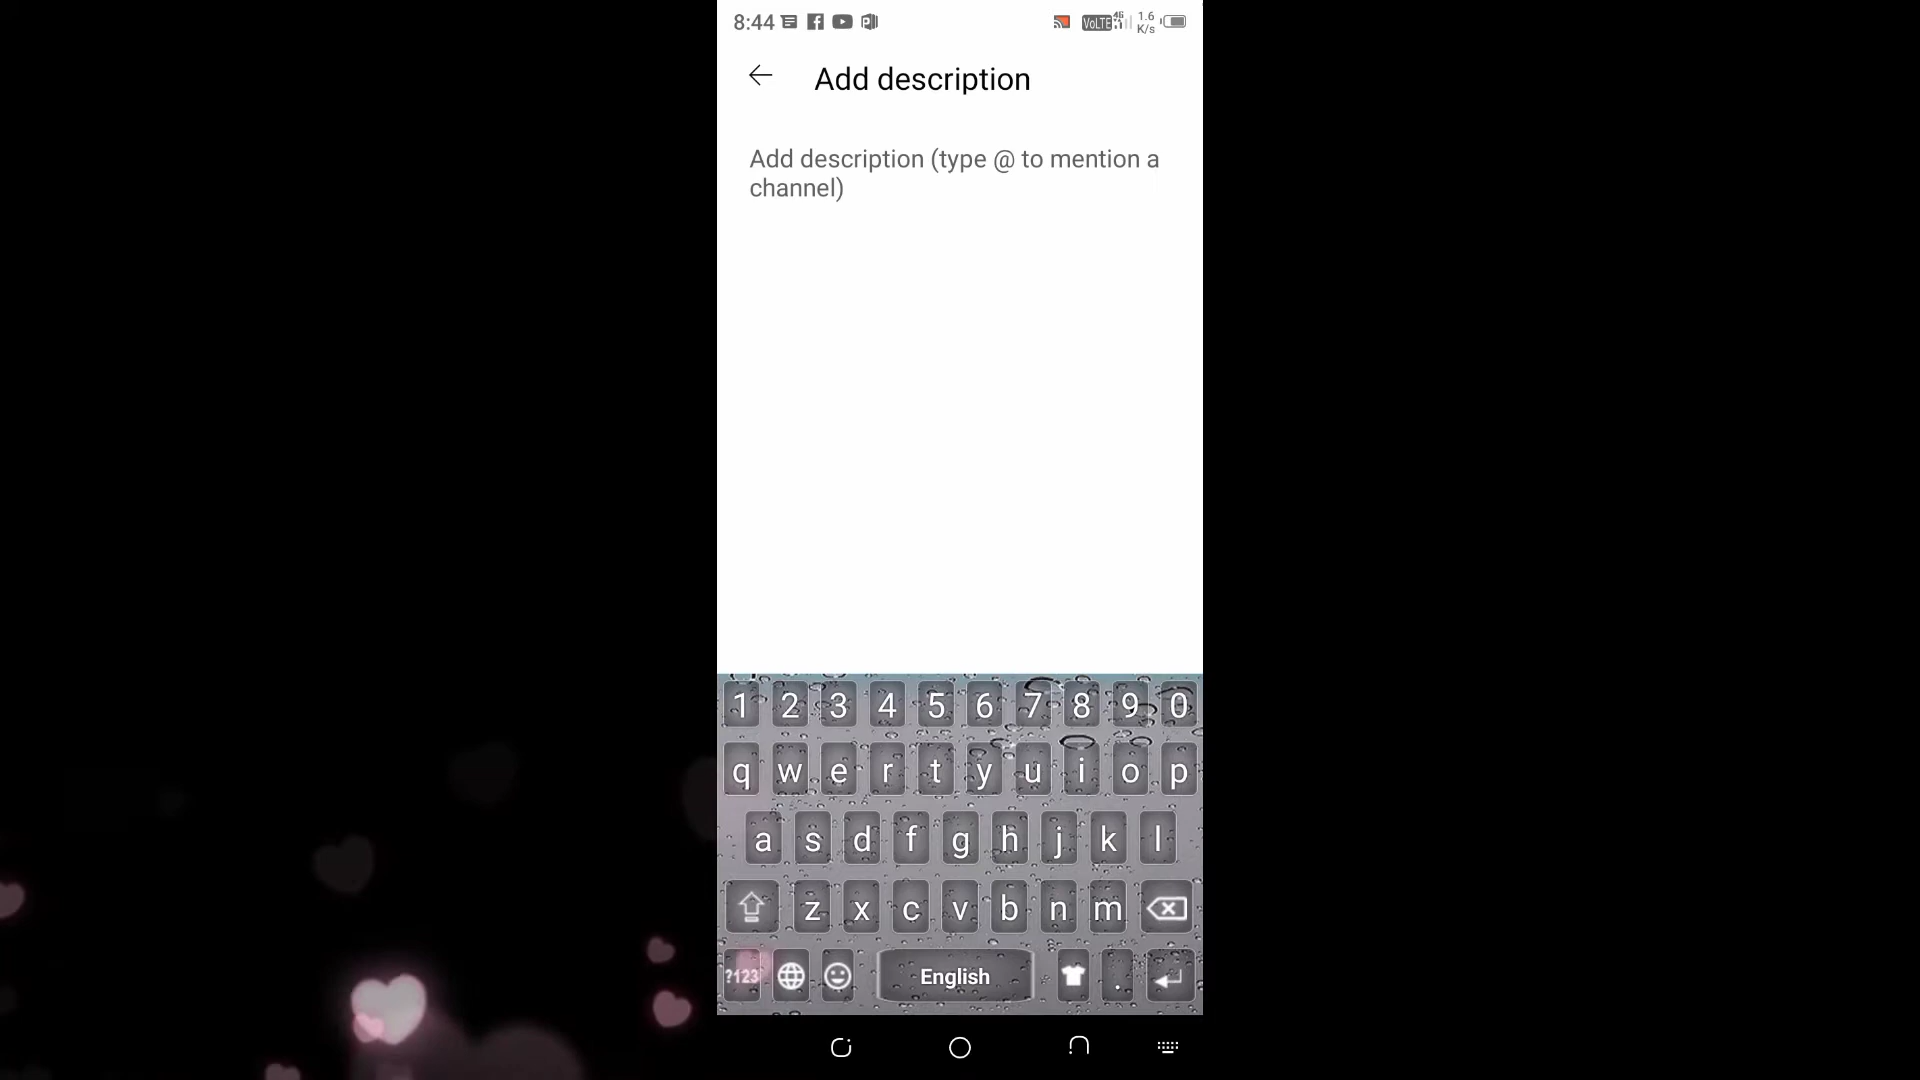 8:44 VoLTE 4G 1.6 K/s
Add description
Add description (type @ to mention a
channel)
1 2 3 4 5 6 7 8 9 0
q w e r t y u i o p
a s d f g h j k l
z x c v b n m
?123 English .